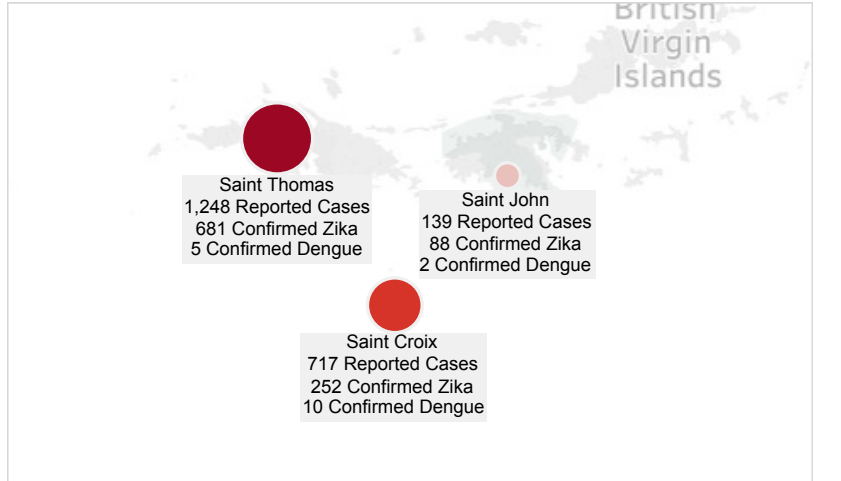 British
Virgin
Islands
Saint Thomas
1,248 Reported Cases
681 Confirmed Zika
5 Confirmed Dengue
Saint John
139 Reported Cases
88 Confirmed Zika
2 Confirmed Dengue
Saint Croix
717 Reported Cases
252 Confirmed Zika
10 Confirmed Dengue